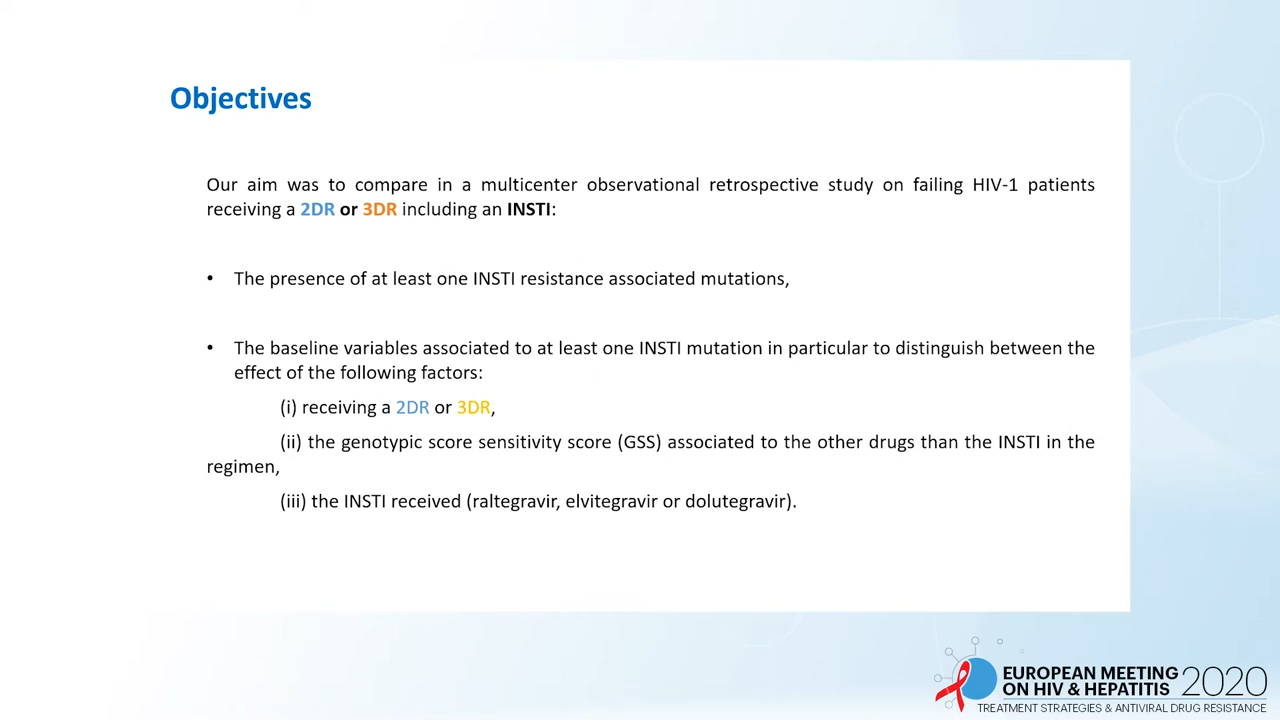 Objectives
Our aim was to compare in a multicenter observational retrospective study on failing HIV-1 patients
receiving a 2DR or 3DR including an INSTI:
• The presence of at least one INSTI resistance associated mutations,
• The baseline variables associated to at least one INSTI mutation in particular to distinguish between the
effect of the following factors:
(i) receiving a 2DR or 3DR,
(ii) the genotypic score sensitivity score (GSS) associated to the other drugs than the INSTI in the
regimen,
(iii) the INSTI received (raltegravir, elvitegravir or dolutegravir).
EUROPEAN MEETING
ON HIV & HEPATITIS 2020
TREATMENT STRATEGIES & ANTIVIRAL DRUG RESISTANCE